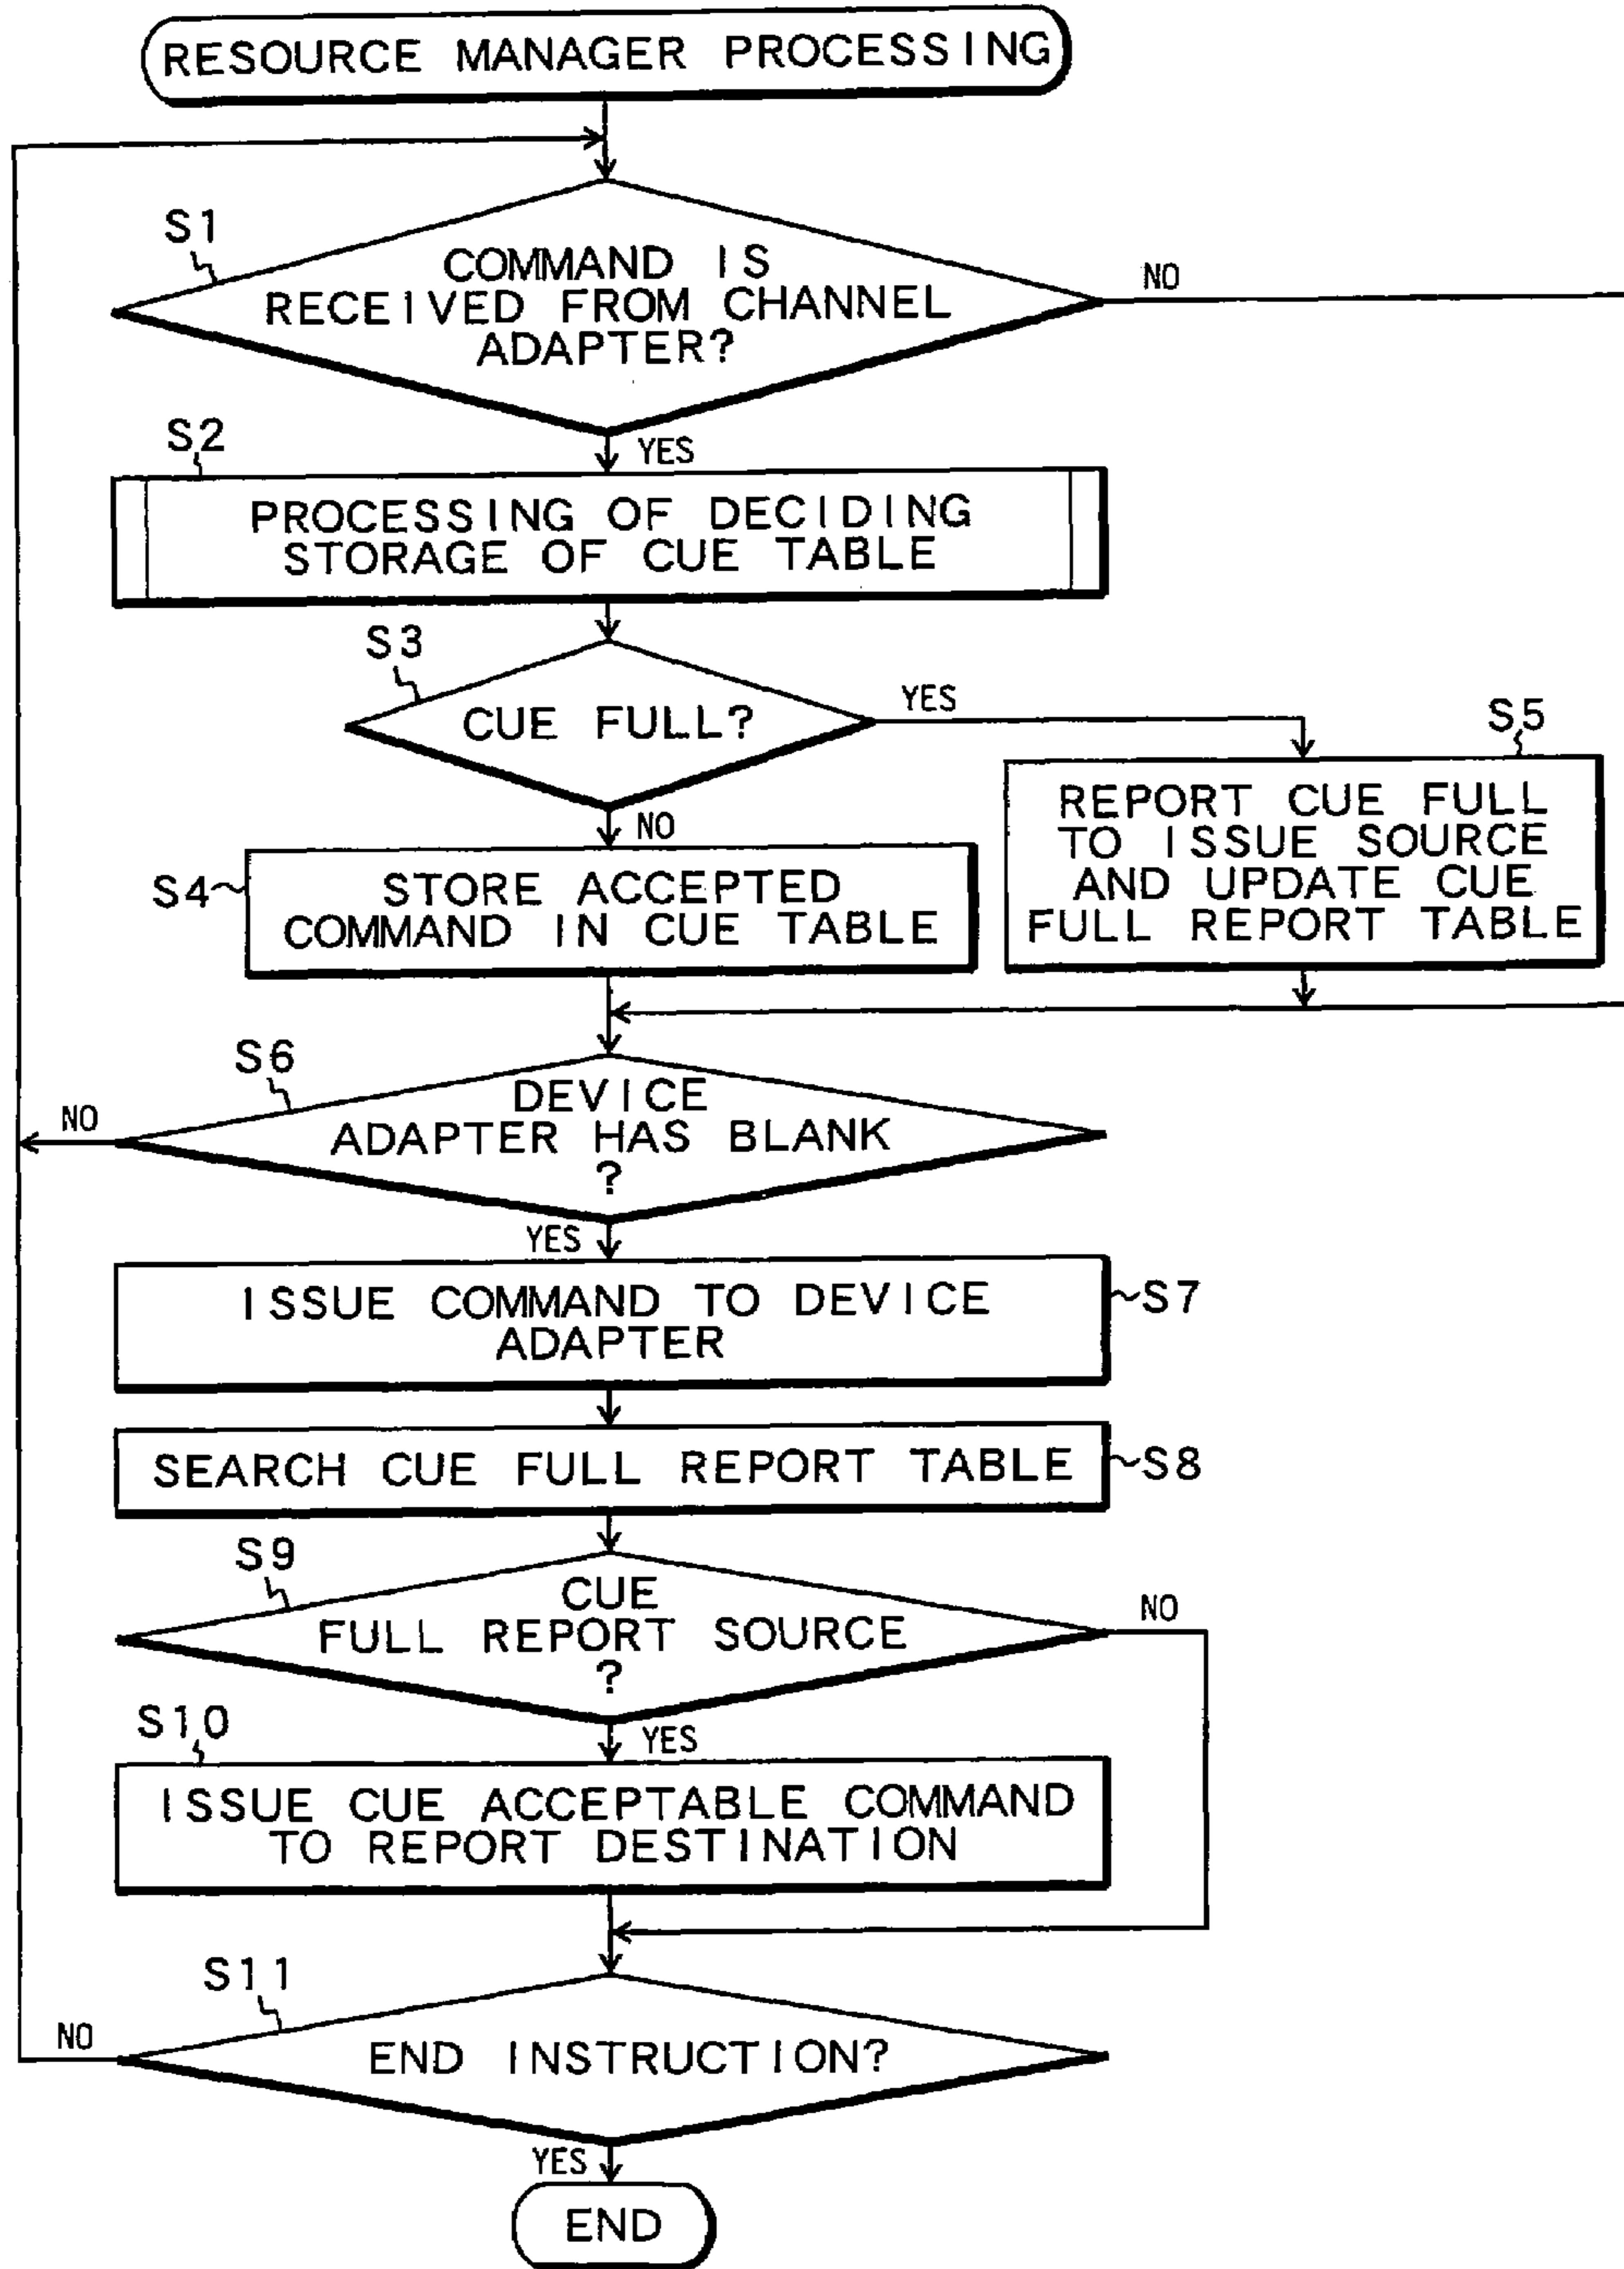 RESOURCE MANAGER PROCESSING
S1
COMMAND IS
RECEIVED FROM CHANNEL
ADAPTER?
NO
YES
S2
PROCESSING OF DECIDING
STORAGE OF CUE TABLE
S3
CUE FULL?
YES
NO
S5
REPORT CUE FULL
TO ISSUE SOURCE
AND UPDATE CUE
FULL REPORT TABLE
S4
STORE ACCEPTED
COMMAND IN CUE TABLE
S6
DEVICE
ADAPTER HAS BLANK
?
NO
YES
ISSUE COMMAND TO DEVICE
ADAPTER
S7
SEARCH CUE FULL REPORT TABLE
S8
S9
CUE
FULL REPORT SOURCE
?
NO
YES
S10
ISSUE CUE ACCEPTABLE COMMAND
TO REPORT DESTINATION
S11
END INSTRUCTION?
NO
YES
END